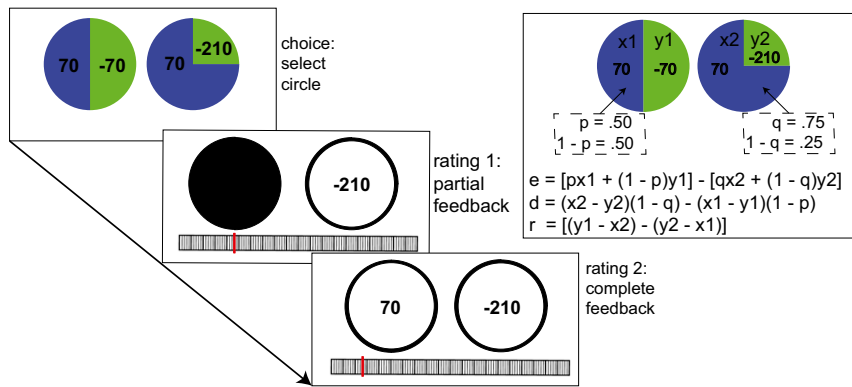 70 -70
70 -210
choice:
select
circle
-210
rating 1:
partial
feedback
70 -210
rating 2:
complete
feedback
x1 y1
70 -70
x2 y2
70 -210
p = .50
1 - p = .50
q = .75
1 - q = .25
e = [px1 + (1 - p)y1] - [qx2 + (1 - q)y2]
d = (x2 - y2)(1 - q) - (x1 - y1)(1 - p)
r = [(y1 - x2) - (y2 - x1)]